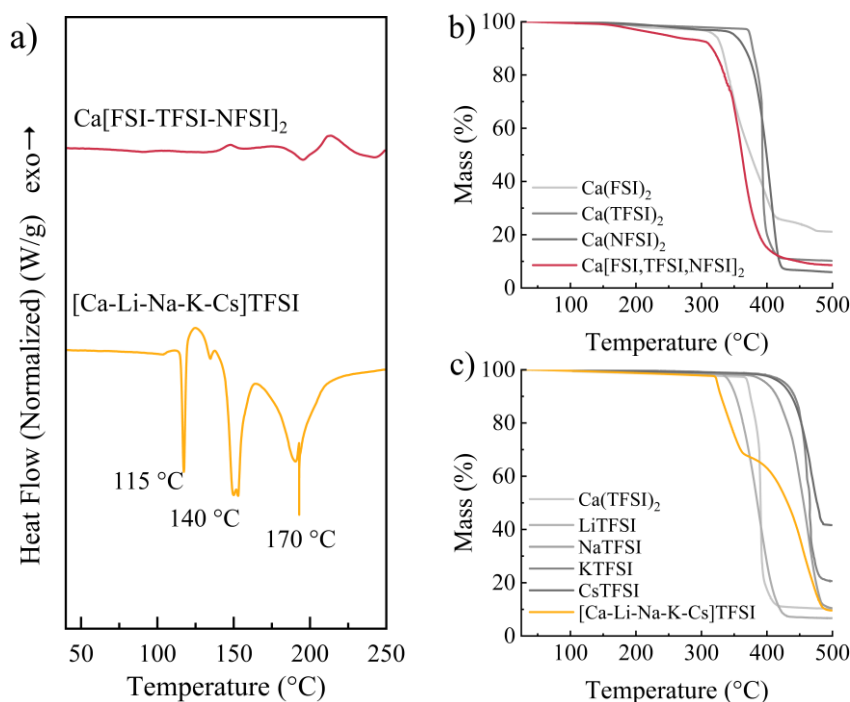 a)
Heat Flow (Normalized) (W/g) exo→
Ca[FSI-TFSI-NFSI]₂
[Ca-Li-Na-K-Cs]TFSI
115 °C
140 °C
170 °C
50 100 150 200 250
Temperature (°C)
b)
Mass (%)
100
80
60
40
20
0
Ca(FSI)₂
Ca(TFSI)₂
Ca(NFSI)₂
Ca[FSI,TFSI,NFSI]₂
100 200 300 400 500
Temperature (°C)
c)
Mass (%)
100
80
60
40
20
0
Ca(TFSI)₂
LiTFSI
NaTFSI
KTFSI
CsTFSI
[Ca-Li-Na-K-Cs]TFSI
100 200 300 400 500
Temperature (°C)